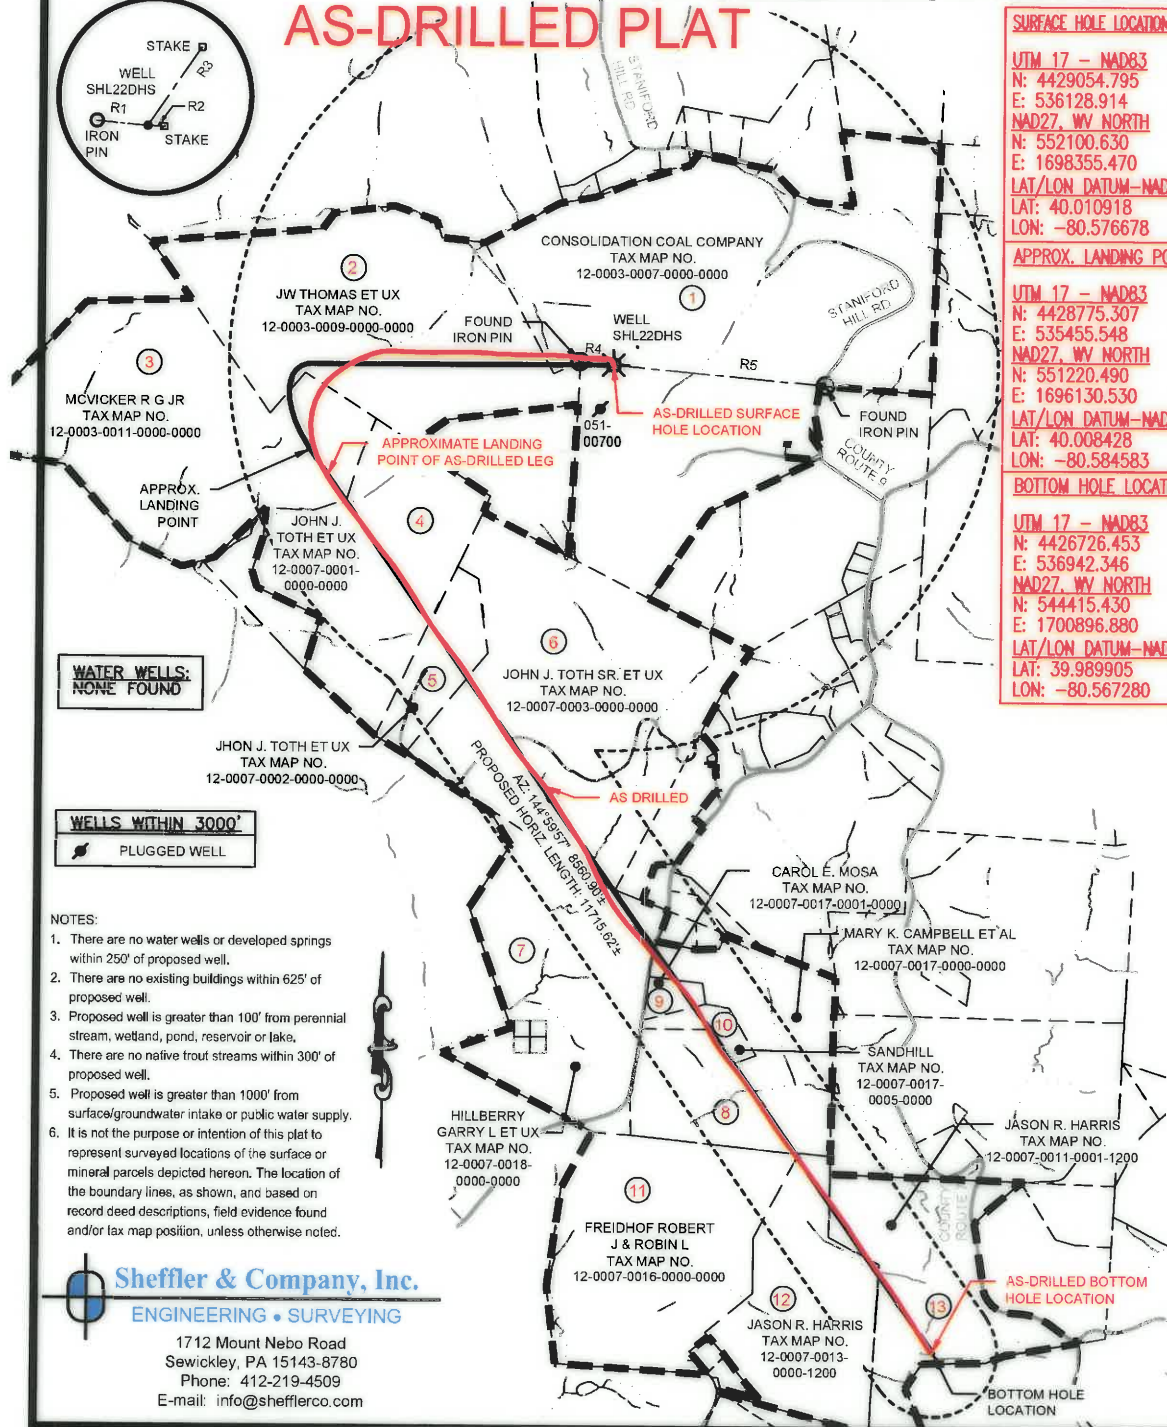 AS-DRILLED PLAT
STAKE
WELL
SHL22DHS
R3
R1
R2
IRON
PIN
STAKE
STANIFORD
HILL RD
SURFACE HOLE LOCATION
UTM 17 - NAD83
N: 4429054.795
E: 536128.914
NAD27, WV NORTH
N: 552100.630
E: 1698355.470
LAT/LON DATUM-NAD
LAT: 40.010918
LON: -80.576678
APPROX. LANDING PO
UTM 17 - NAD83
N: 4428775.307
E: 535455.548
NAD27, WV NORTH
N: 551220.490
E: 1696130.530
LAT/LON DATUM-NAD
LAT: 40.008428
LON: -80.584583
BOTTOM HOLE LOCAT
UTM 17 - NAD83
N: 4426726.453
E: 536942.346
NAD27, WV NORTH
N: 544415.430
E: 1700896.880
LAT/LON DATUM-NAD
LAT: 39.989905
LON: -80.567280
CONSOLIDATION COAL COMPANY
TAX MAP NO.
12-0003-0007-0000-0000
1
2
JW THOMAS ET UX
TAX MAP NO.
12-0003-0009-0000-0000
FOUND
IRON PIN
WELL
SHL22DHS
STANIFORD
HILL RD
R4
R5
3
MCVICKER R G JR
TAX MAP NO.
12-0003-0011-0000-0000
051-
00700
AS-DRILLED SURFACE
HOLE LOCATION
FOUND
IRON PIN
COUNTY
ROUTE 9
APPROXIMATE LANDING
POINT OF AS-DRILLED LEG
APPROX.
LANDING
POINT
4
JOHN J.
TOTH ET UX
TAX MAP NO.
12-0007-0001-
0000-0000
6
JOHN J. TOTH SR. ET UX
TAX MAP NO.
12-0007-0003-0000-0000
5
WATER WELLS:
NONE FOUND
JHON J. TOTH ET UX
TAX MAP NO.
12-0007-0002-0000-0000
AZ: 144°59'57" 8560.90'±
PROPOSED HORIZ. LENGTH: 11715.62'±
AS DRILLED
WELLS WITHIN 3000'
PLUGGED WELL
CAROL E. MOSA
TAX MAP NO.
12-0007-0017-0001-0000
MARY K. CAMPBELL ET AL
TAX MAP NO.
12-0007-0017-0000-0000
7
9
10
SANDHILL
TAX MAP NO.
12-0007-0017-
0005-0000
8
NOTES:
1. There are no water wells or developed springs
within 250' of proposed well.
2. There are no existing buildings within 625' of
proposed well.
3. Proposed well is greater than 100' from perennial
stream, wetland, pond, reservoir or lake.
4. There are no native trout streams within 300' of
proposed well.
5. Proposed well is greater than 1000' from
surface/groundwater intake or public water supply.
6. It is not the purpose or intention of this plat to
represent surveyed locations of the surface or
mineral parcels depicted hereon. The location of
the boundary lines, as shown, and based on
record deed descriptions, field evidence found
and/or tax map position, unless otherwise noted.
HILLBERRY
GARRY L ET UX
TAX MAP NO.
12-0007-0018-
0000-0000
JASON R. HARRIS
TAX MAP NO.
12-0007-0011-0001-1200
COUNTY
ROUTE
11
FREIDHOF ROBERT
J & ROBIN L
TAX MAP NO.
12-0007-0016-0000-0000
12
JASON R. HARRIS
TAX MAP NO.
12-0007-0013-
0000-1200
13
AS-DRILLED BOTTOM
HOLE LOCATION
BOTTOM HOLE
LOCATION
Sheffler & Company, Inc.
ENGINEERING • SURVEYING
1712 Mount Nebo Road
Sewickley, PA 15143-8780
Phone: 412-219-4509
E-mail: info@shefflerco.com